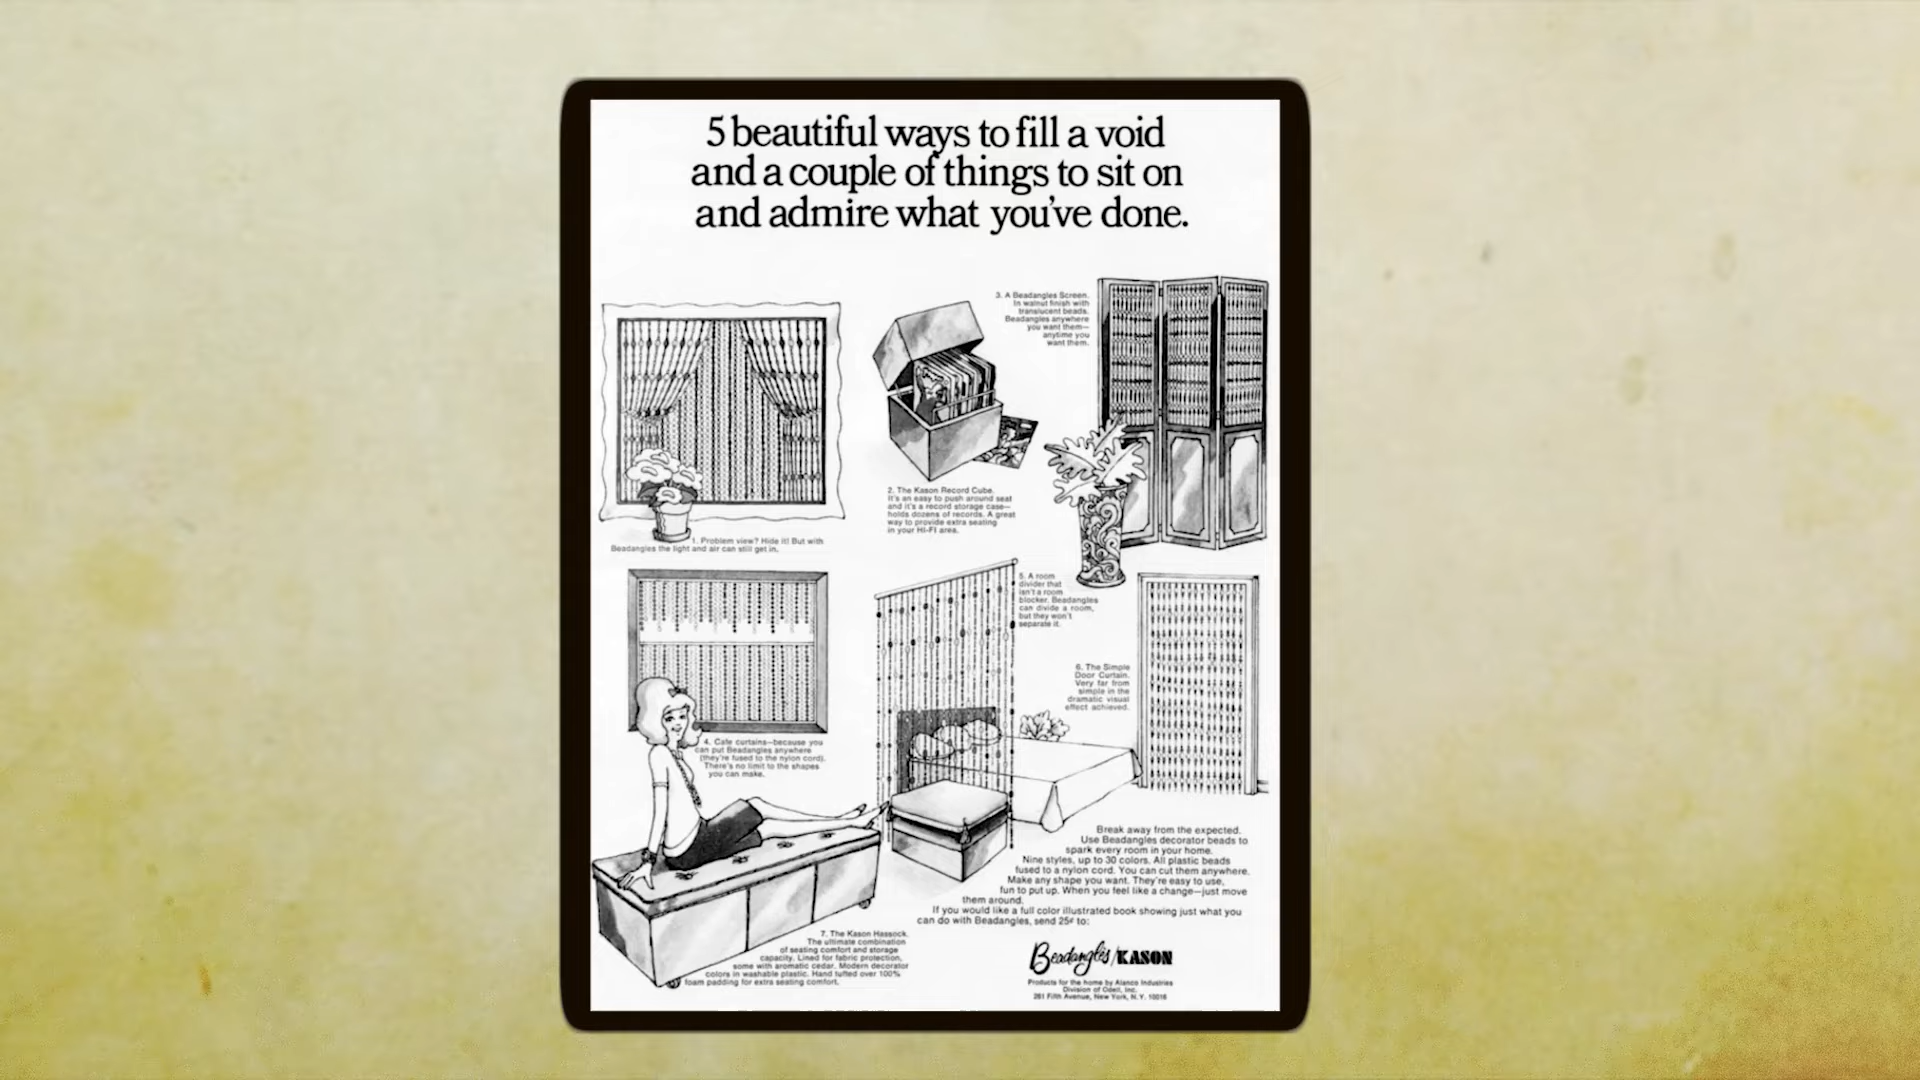 5 beautiful ways to fill a void
and a couple of things to sit on
and admire what you've done.
3. A Beadangles Screen.
In walnut finish with
translucent beads.
Beadangles anywhere
you want them—
anytime you
want them.
2. The Kason Record Cube.
It's an easy to push around seat
and it's a record storage case—
holds dozens of records. A great
way to provide extra seating
in your HI-FI area.
1. Problem view? Hide it! But with
Beadangles the light and air can still get in.
5. A room
divider that
isn't a room
blocker. Beadangles
can divide a room,
but they won't
separate it.
6. The Simple
Door Curtain.
Very far from
simple in the
dramatic visual
effect achieved.
4. Cafe curtains—because you
can put Beadangles anywhere
(they're fused to the nylon cord).
There's no limit to the shapes
you can make.
Break away from the expected.
Use Beadangles decorator beads to
spark every room in your home.
Nine styles, up to 30 colors. All plastic beads
fused to a nylon cord. You can cut them anywhere.
Make any shape you want. They're easy to use,
fun to put up. When you feel like a change—just move
them around.
If you would like a full color illustrated book showing just what you
can do with Beadangles, send 25¢ to:
7. The Kason Hassock.
The ultimate combination
of seating comfort and storage
capacity. Lined for fabric protection,
some with aromatic cedar. Modern decorator
colors in washable plastic. Hand tufted over 100%
foam padding for extra seating comfort.
Beadangles/KASON
Products for the home by Alanco Industries
Division of Odell, Inc.
261 Fifth Avenue, New York, N.Y. 10016